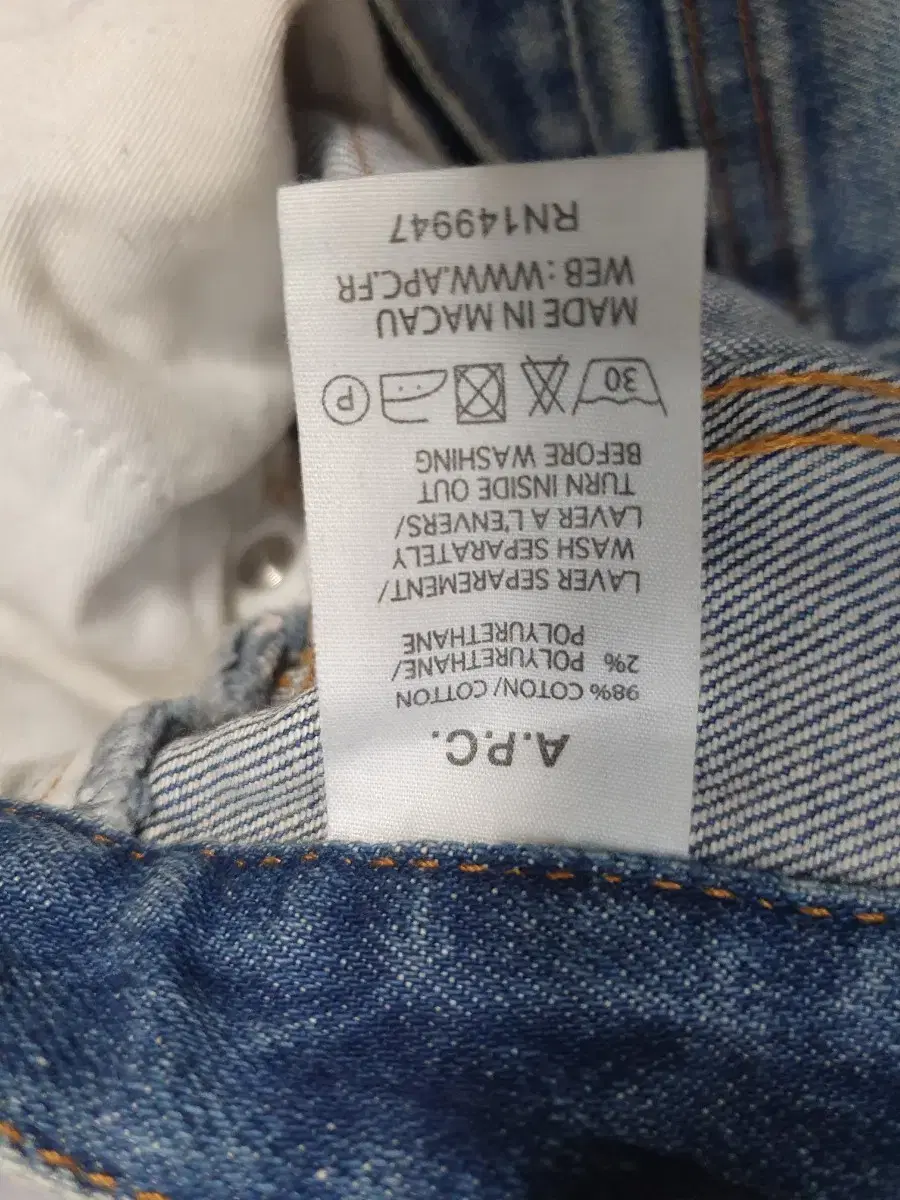 A.P.C.
98% COTON/ COTTON
2% POLYURETHANE/
POLYURETHANE
LAVER SEPAREMENT/
WASH SEPARATELY
LAVER A L'ENVERS/
TURN INSIDE OUT
BEFORE WASHING
30 P
MADE IN MACAU
WEB: WWW.APC.FR
RN149947